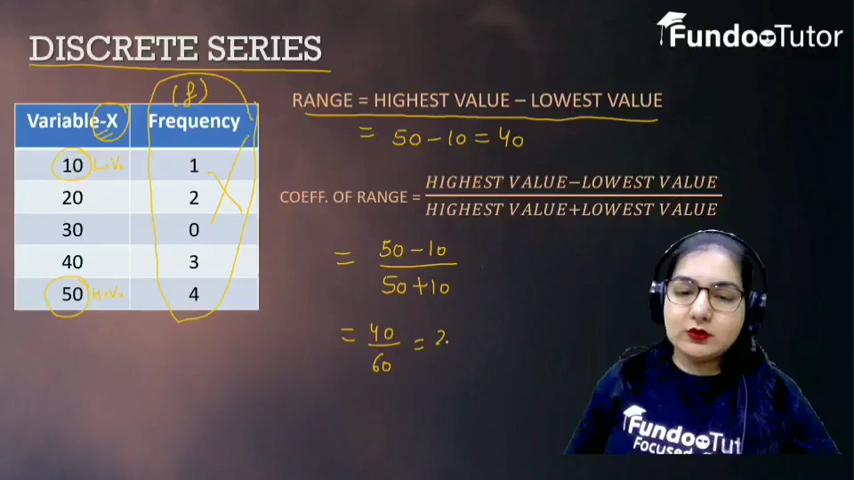 DISCRETE SERIES
FundooTutor
(f)
Variable-X Frequency
10 L.V. 1
20 2
30 0
40 3
50 H.V. 4
RANGE = HIGHEST VALUE – LOWEST VALUE
= 50 - 10 = 40
COEFF. OF RANGE = HIGHEST VALUE−LOWEST VALUE
HIGHEST VALUE+LOWEST VALUE
= 50 - 10
50 + 10
= 40 = 2.
60
FundooTut
Focused